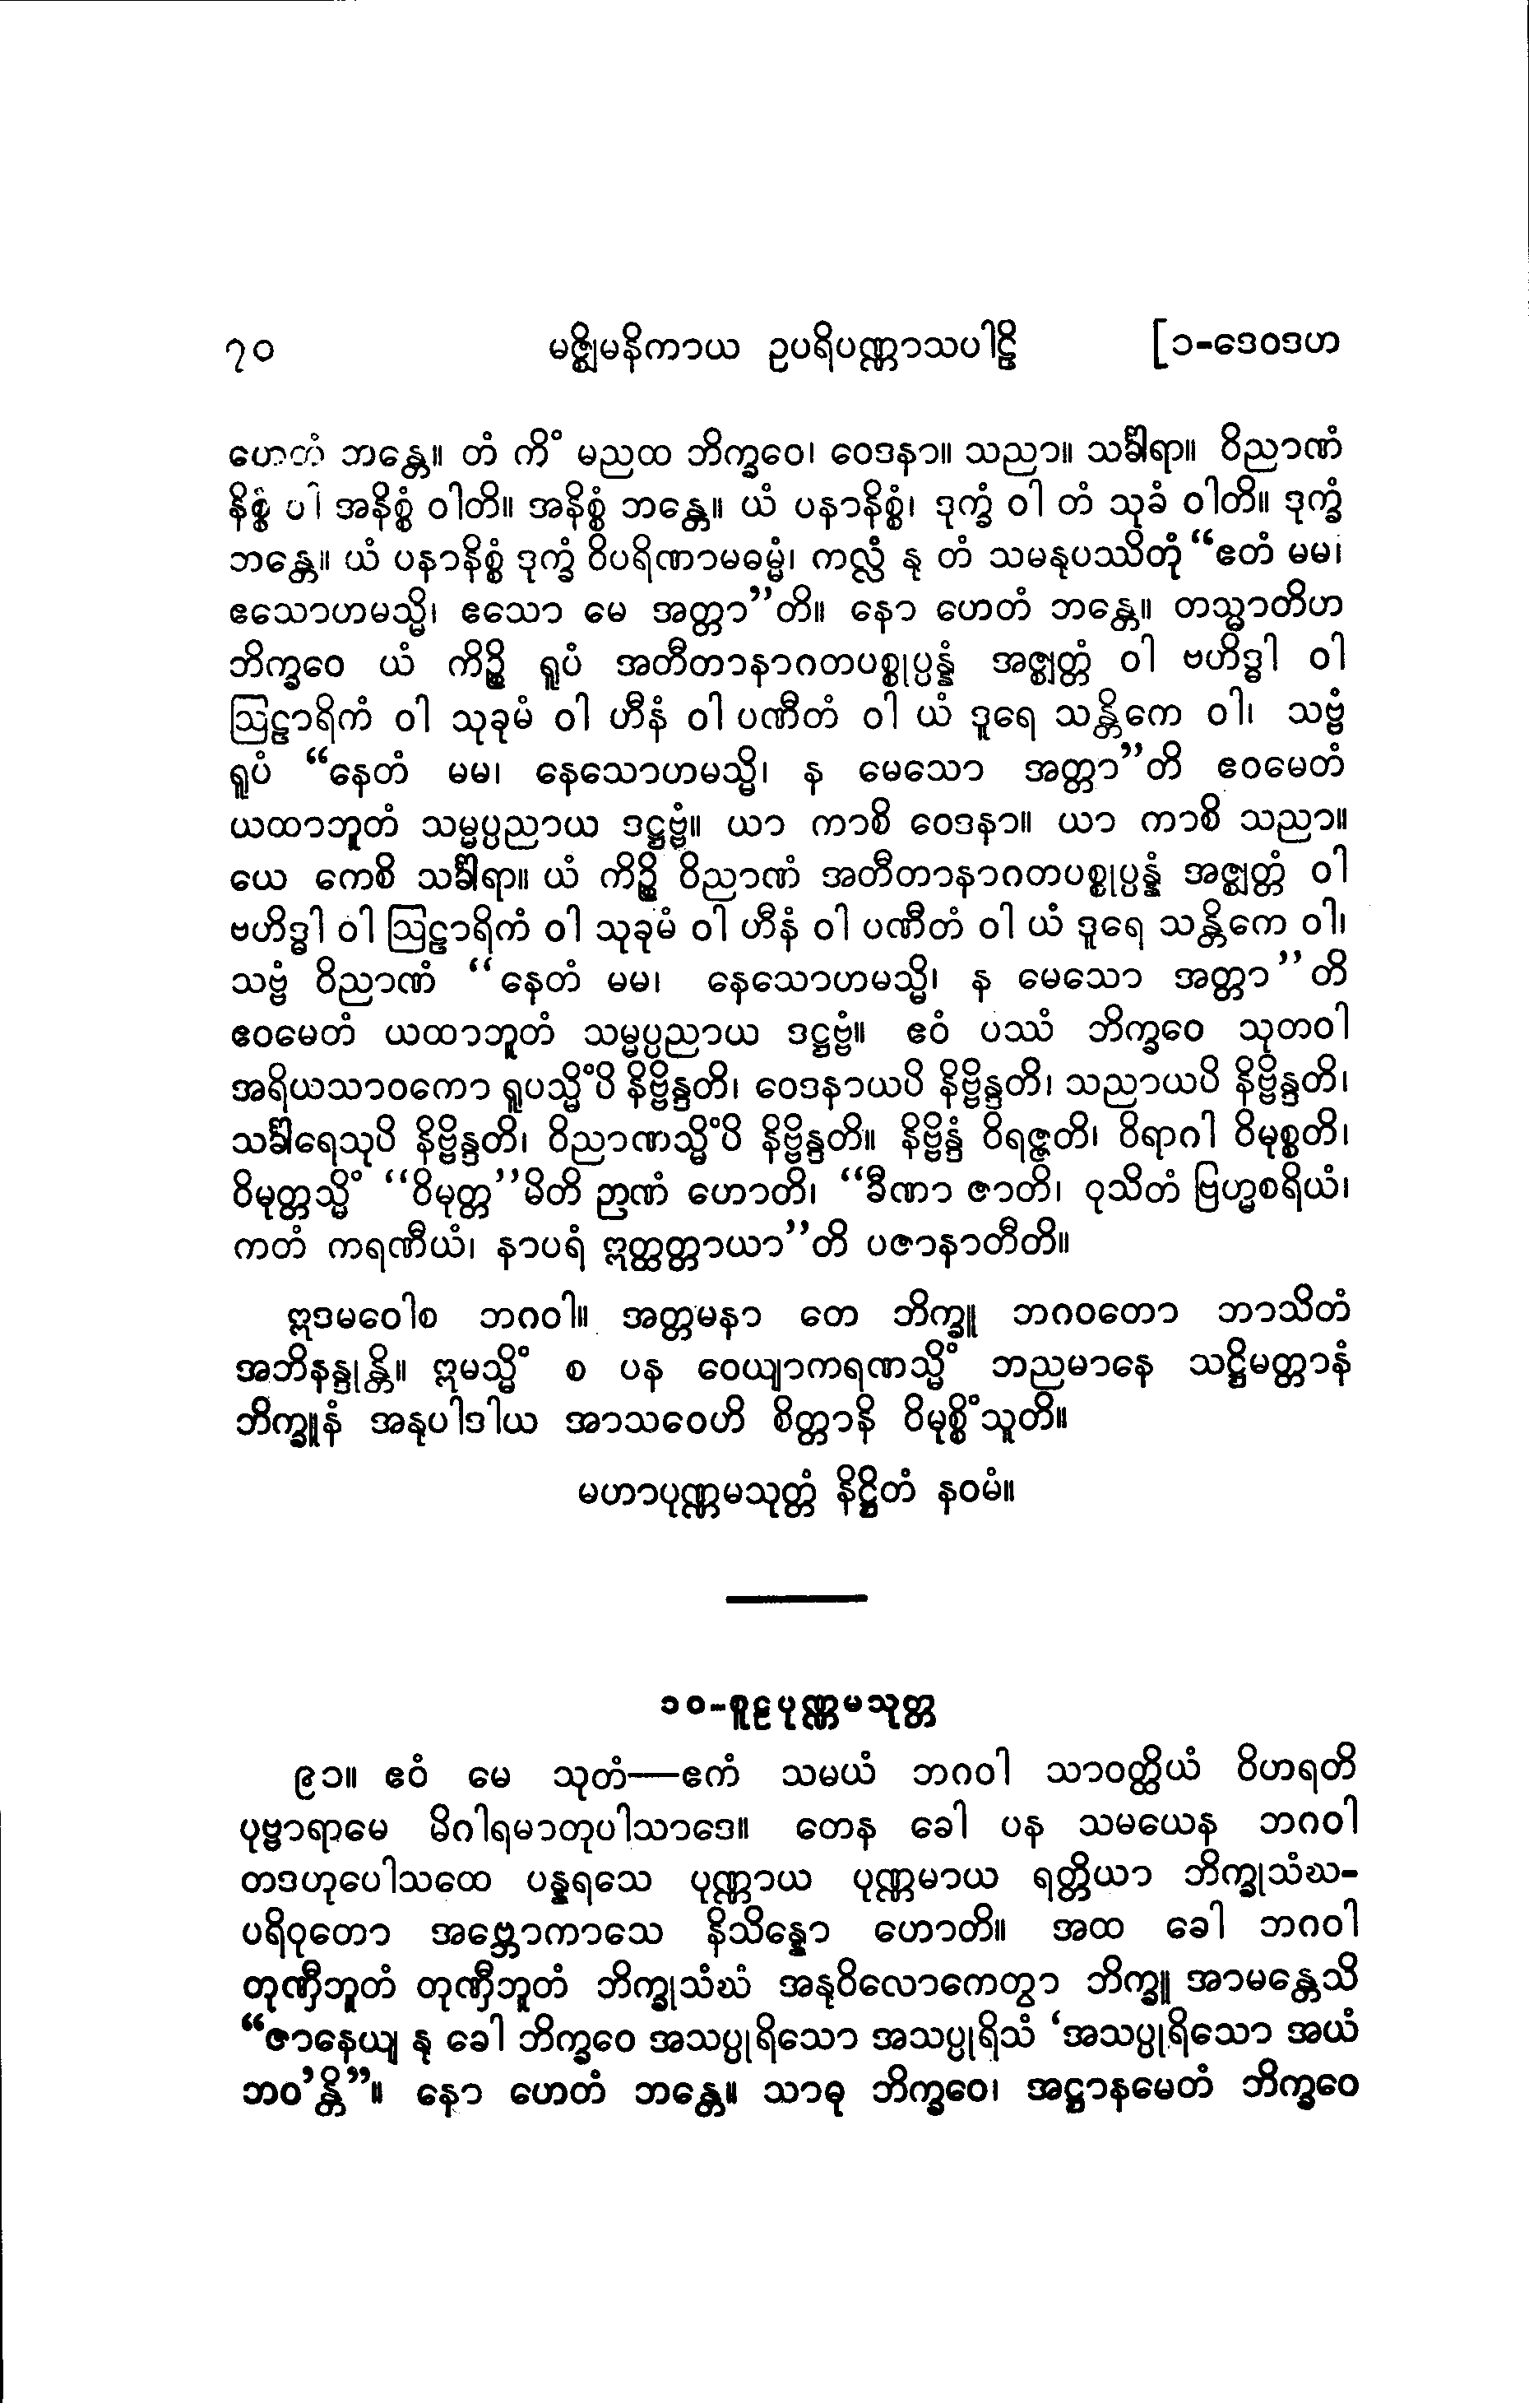 ၇၀ မဇ္ဈိမနိကာယ ဥပရိပဏ္ဏာသပါဠိ [၁-ဒေဝဒဟ
ဟေတံ ဘန္တေ။ တံ ကိံ မညထ ဘိက္ခဝေ၊ ဝေဒနာ။ သညာ။ သင်္ခါရာ။ ဝိညာဏံ
နိစ္စံ ဝါ အနိစ္စံ ဝါတိ။ အနိစ္စံ ဘန္တေ။ ယံ ပနာနိစ္စံ၊ ဒုက္ခံ ဝါ တံ သုခံ ဝါတိ။ ဒုက္ခံ
ဘန္တေ။ ယံ ပနာနိစ္စံ ဒုက္ခံ ဝိပရိဏာမဓမ္မံ၊ ကလ္လံ နု တံ သမနုပဿိတုံ “ဧတံ မမ၊
ဧသောဟမသ္မိ၊ ဧသော မေ အတ္တာ”တိ။ နော ဟေတံ ဘန္တေ။ တသ္မာတိဟ
ဘိက္ခဝေ ယံ ကိဉ္စိ ရူပံ အတီတာနာဂတပစ္စုပ္ပန္နံ အဇ္ဈတ္တံ ဝါ ဗဟိဒ္ဓါ ဝါ
ဩဠာရိကံ ဝါ သုခုမံ ဝါ ဟီနံ ဝါ ပဏီတံ ဝါ ယံ ဒူရေ သန္တိကေ ဝါ၊ သဗ္ဗံ
ရူပံ “နေတံ မမ၊ နေသောဟမသ္မိ၊ န မေသော အတ္တာ”တိ ဧဝမေတံ
ယထာဘူတံ သမ္မပ္ပညာယ ဒဋ္ဌဗ္ဗံ။ ယာ ကာစိ ဝေဒနာ။ ယာ ကာစိ သညာ။
ယေ ကေစိ သင်္ခါရာ။ ယံ ကိဉ္စိ ဝိညာဏံ အတီတာနာဂတပစ္စုပ္ပန္နံ အဇ္ဈတ္တံ ဝါ
ဗဟိဒ္ဓါ ဝါ ဩဠာရိကံ ဝါ သုခုမံ ဝါ ဟီနံ ဝါ ပဏီတံ ဝါ ယံ ဒူရေ သန္တိကေ ဝါ၊
သဗ္ဗံ ဝိညာဏံ “နေတံ မမ၊ နေသောဟမသ္မိ၊ န မေသော အတ္တာ”တိ
ဧဝမေတံ ယထာဘူတံ သမ္မပ္ပညာယ ဒဋ္ဌဗ္ဗံ။ ဧဝံ ပဿံ ဘိက္ခဝေ သုတဝါ
အရိယသာဝကော ရူပသ္မိံပိ နိဗ္ဗိန္ဒတိ၊ ဝေဒနာယပိ နိဗ္ဗိန္ဒတိ၊ သညာယပိ နိဗ္ဗိန္ဒတိ၊
သင်္ခါရေသုပိ နိဗ္ဗိန္ဒတိ၊ ဝိညာဏသ္မိံပိ နိဗ္ဗိန္ဒတိ။ နိဗ္ဗိန္ဒံ ဝိရဇ္ဇတိ၊ ဝိရာဂါ ဝိမုစ္စတိ၊
ဝိမုတ္တသ္မိံ “ဝိမုတ္တ”မိတိ ဉာဏံ ဟောတိ၊ “ခီဏာ ဇာတိ၊ ဝုသိတံ ဗြဟ္မစရိယံ၊
ကတံ ကရဏီယံ၊ နာပရံ ဣတ္ထတ္တာယာ”တိ ပဇာနာတီတိ။
ဣဒမဝေါစ ဘဂဝါ။ အတ္တမနာ တေ ဘိက္ခူ ဘဂဝတော ဘာသိတံ
အဘိနန္ဒုန္တိ။ ဣမသ္မိံ စ ပန ဝေယျာကရဏသ္မိံ ဘညမာနေ သဋ္ဌိမတ္တာနံ
ဘိက္ခူနံ အနုပါဒါယ အာသဝေဟိ စိတ္တာနိ ဝိမုစ္စိံသူတိ။
မဟာပုဏ္ဏမသုတ္တံ နိဋ္ဌိတံ နဝမံ။
၁၀-စူဠပုဏ္ဏမသုတ္တ
၉၁။ ဧဝံ မေ သုတံ—ဧကံ သမယံ ဘဂဝါ သာဝတ္ထိယံ ဝိဟရတိ
ပုဗ္ဗာရာမေ မိဂါရမာတုပါသာဒေ။ တေန ခေါ ပန သမယေန ဘဂဝါ
တဒဟုပေါသထေ ပန္နရသေ ပုဏ္ဏာယ ပုဏ္ဏမာယ ရတ္တိယာ ဘိက္ခုသံဃ-
ပရိဝုတော အဗ္ဘောကာသေ နိသိန္နော ဟောတိ။ အထ ခေါ ဘဂဝါ
တုဏှီဘူတံ တုဏှီဘူတံ ဘိက္ခုသံဃံ အနုဝိလောကေတွာ ဘိက္ခူ အာမန္တေသိ
“ဇာနေယျ နု ခေါ ဘိက္ခဝေ အသပ္ပုရိသော အသပ္ပုရိသံ ‘အသပ္ပုရိသော အယံ
ဘဝ’န္တိ”။ နော ဟေတံ ဘန္တေ။ သာဓု ဘိက္ခဝေ၊ အဋ္ဌာနမေတံ ဘိက္ခဝေ